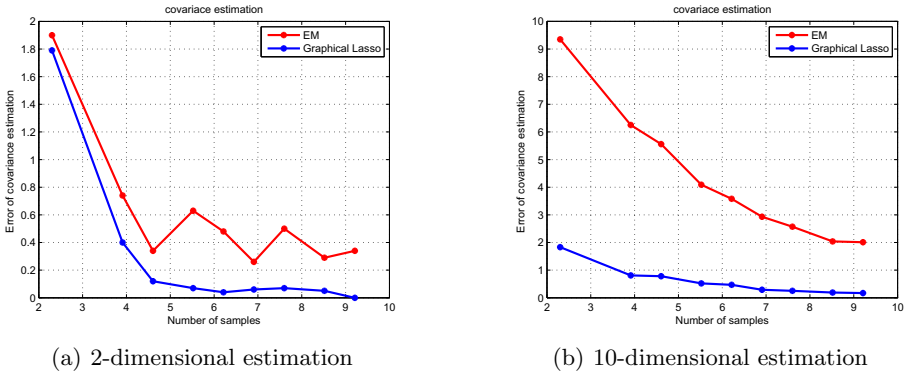 covariace estimation
EM
Graphical Lasso
Error of covariance estimation
2
1.8
1.6
1.4
1.2
1
0.8
0.6
0.4
0.2
0
2 3 4 5 6 7 8 9 10
Number of samples
(a) 2-dimensional estimation
covariace estimation
EM
Graphical Lasso
Error of covariance estimation
10
9
8
7
6
5
4
3
2
1
0
2 3 4 5 6 7 8 9 10
Number of samples
(b) 10-dimensional estimation